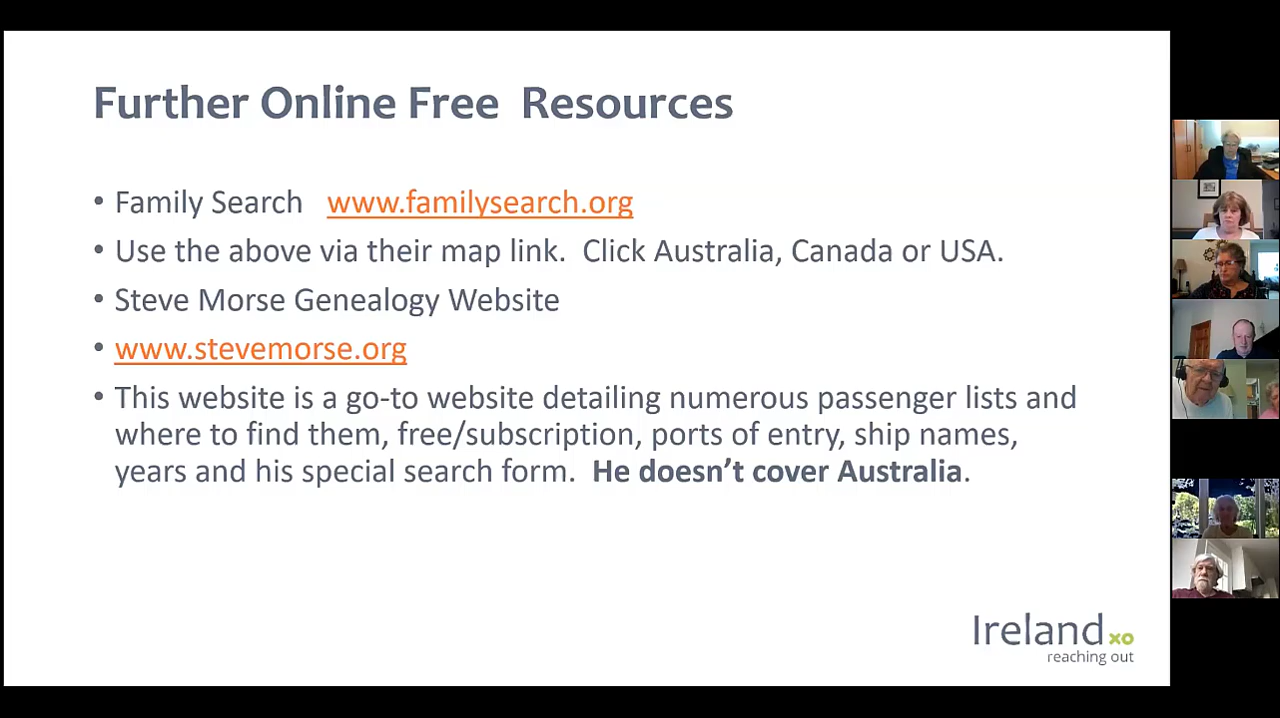 Further Online Free  Resources
• Family Search   www.familysearch.org
• Use the above via their map link.  Click Australia, Canada or USA.
• Steve Morse Genealogy Website
• www.stevemorse.org
• This website is a go-to website detailing numerous passenger lists and
where to find them, free/subscription, ports of entry, ship names,
years and his special search form.  He doesn’t cover Australia.
Ireland xo
reaching out